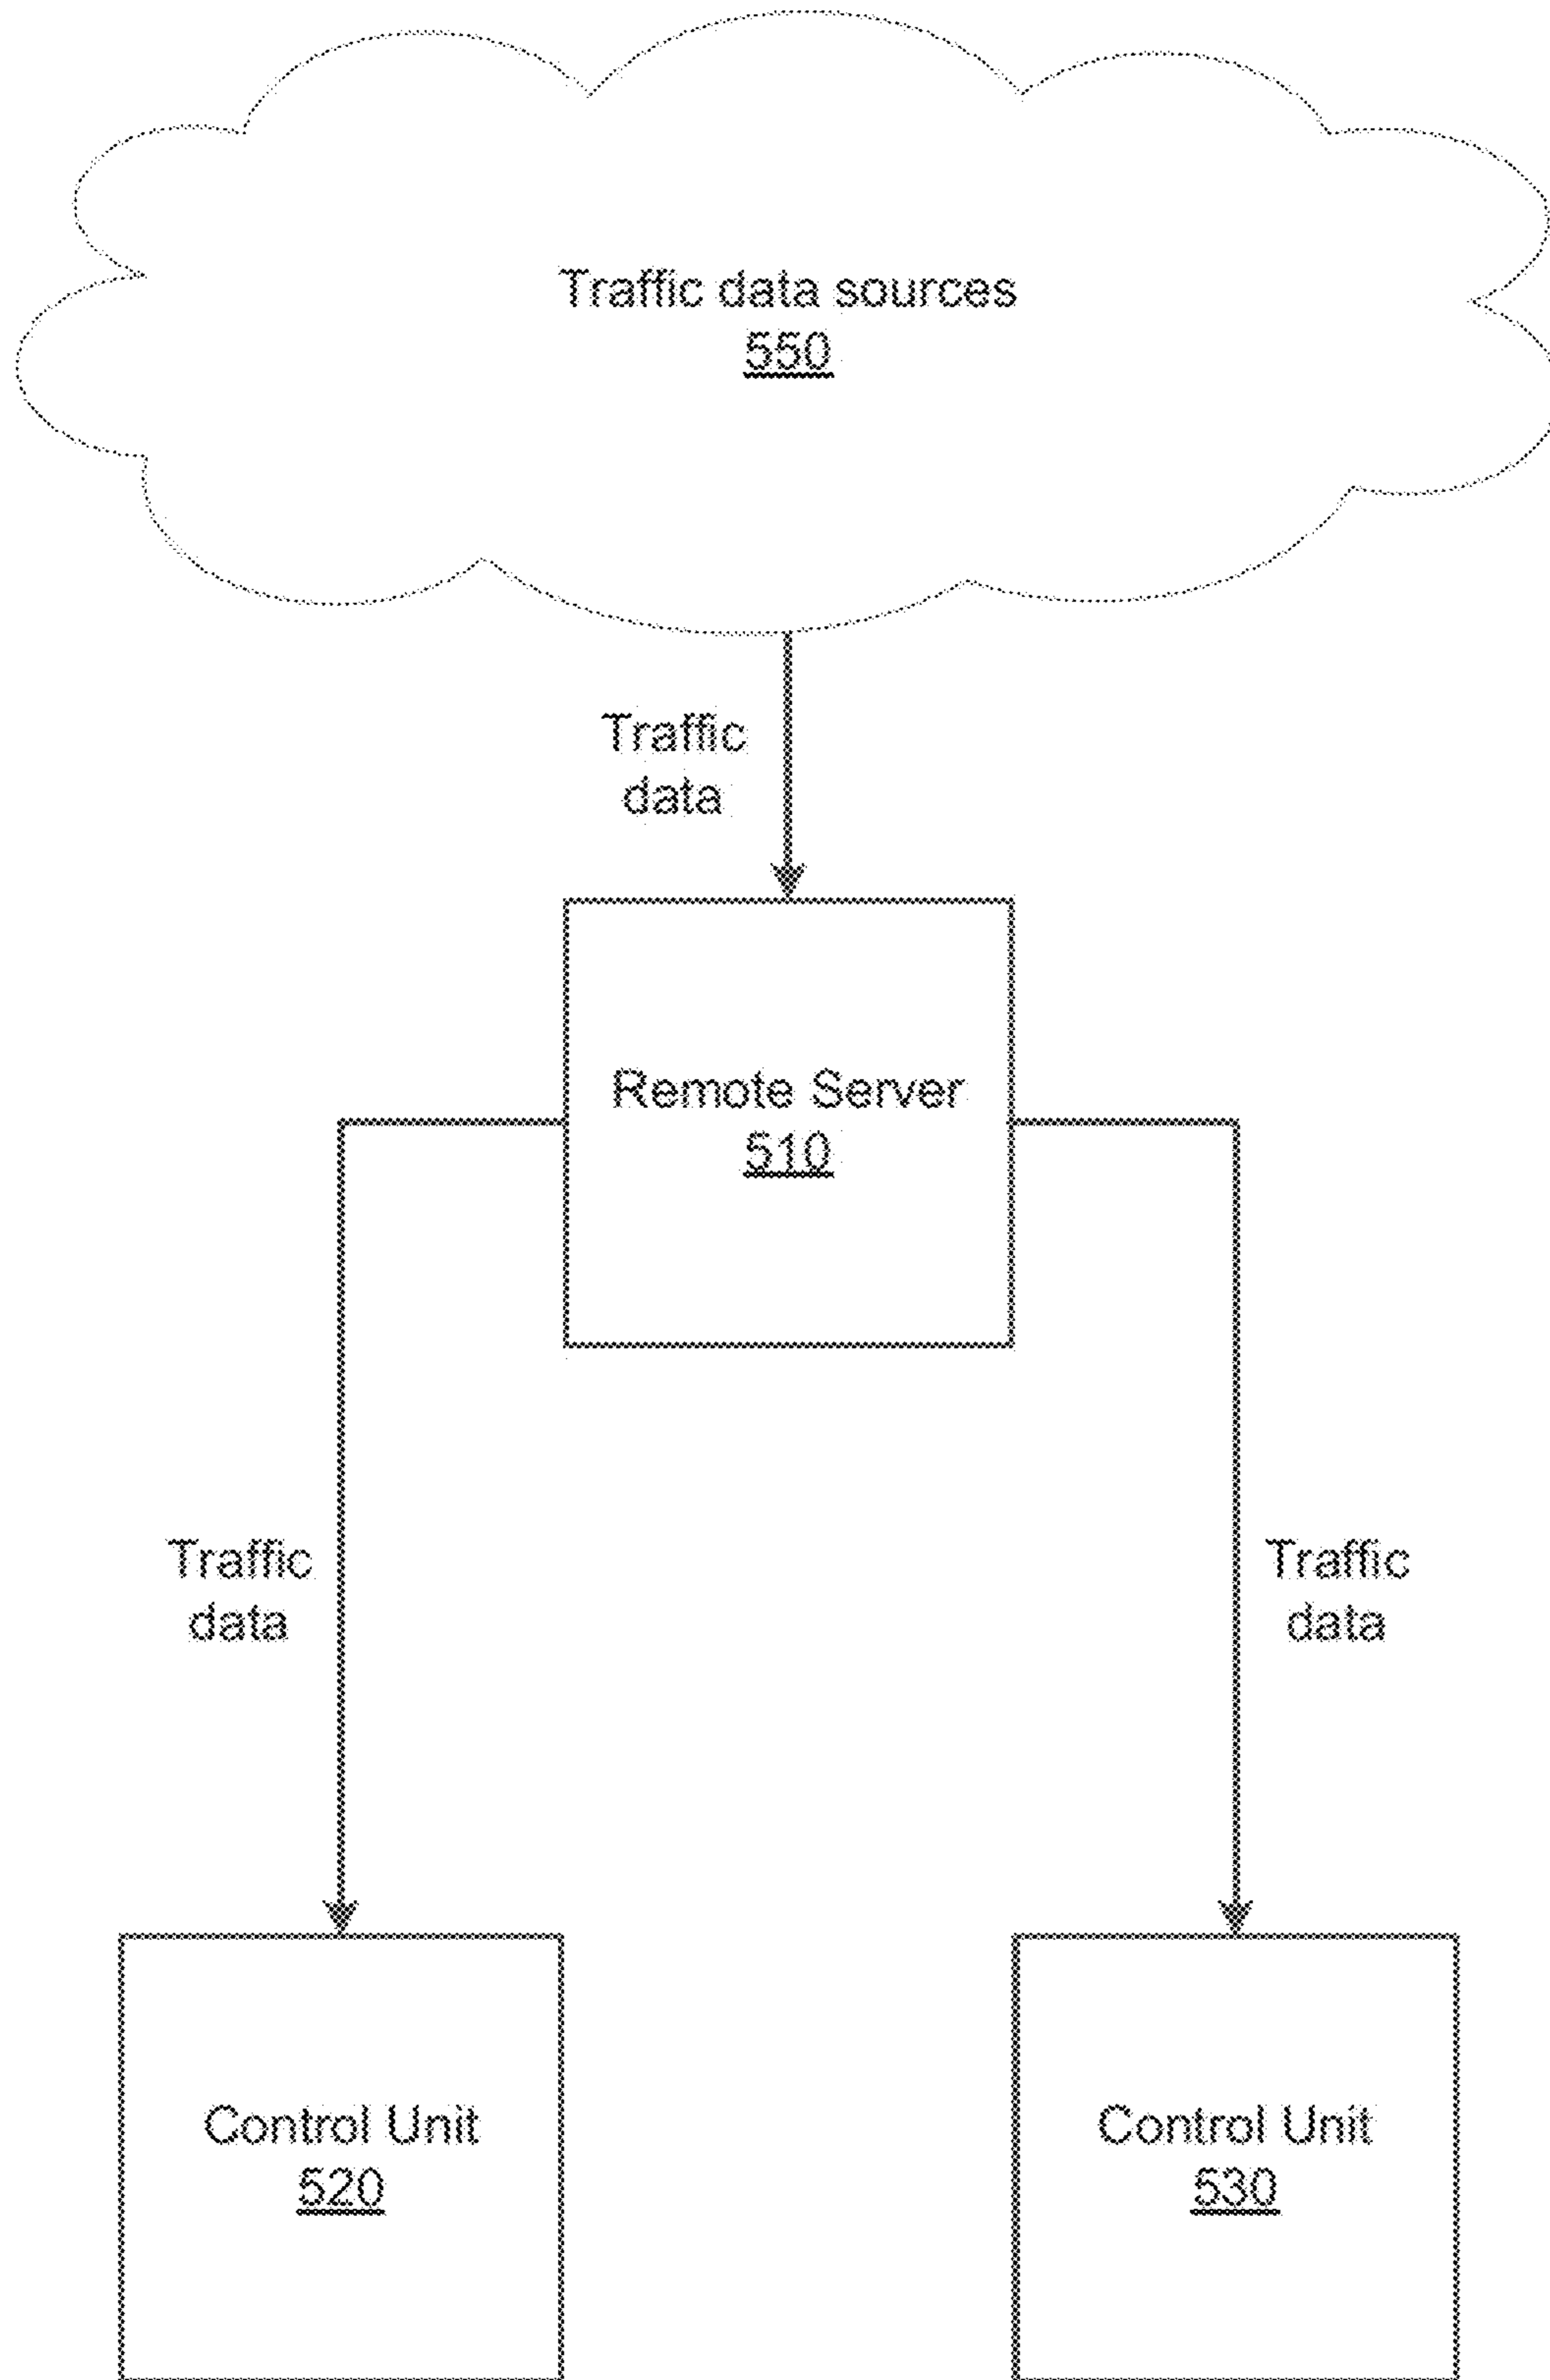 Traffic data sources
550
Traffic
data
Remote Server
510
Traffic
data
Traffic
data
Control Unit
520
Control Unit
530